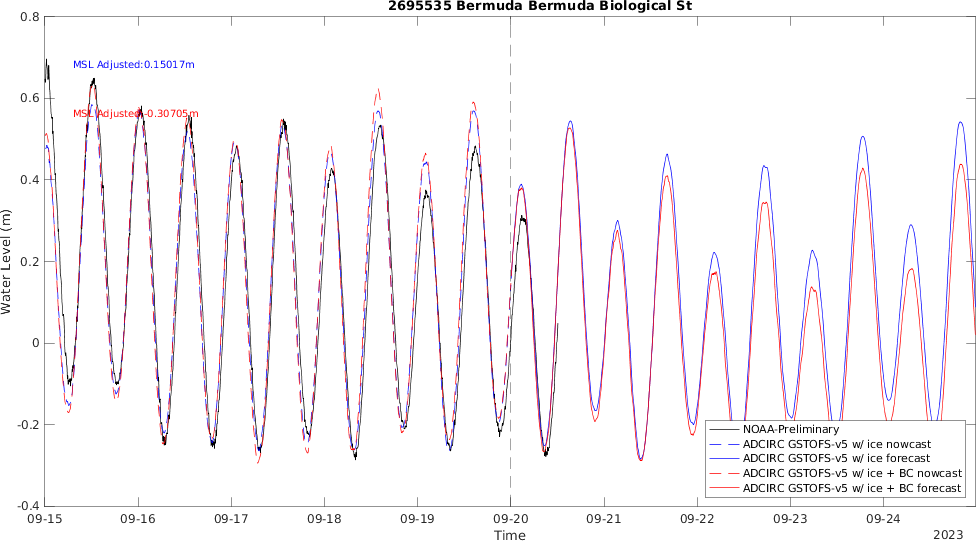 2695535 Bermuda Bermuda Biological St
0.8
0.6
0.4
0.2
0
-0.2
-0.4
Water Level (m)
MSL Adjusted:0.15017m
MSL Adjusted:-0.30705m
NOAA-Preliminary
ADCIRC GSTOFS-v5 w/ ice nowcast
ADCIRC GSTOFS-v5 w/ ice forecast
ADCIRC GSTOFS-v5 w/ ice + BC nowcast
ADCIRC GSTOFS-v5 w/ ice + BC forecast
09-15 09-16 09-17 09-18 09-19 09-20 09-21 09-22 09-23 09-24
Time
2023